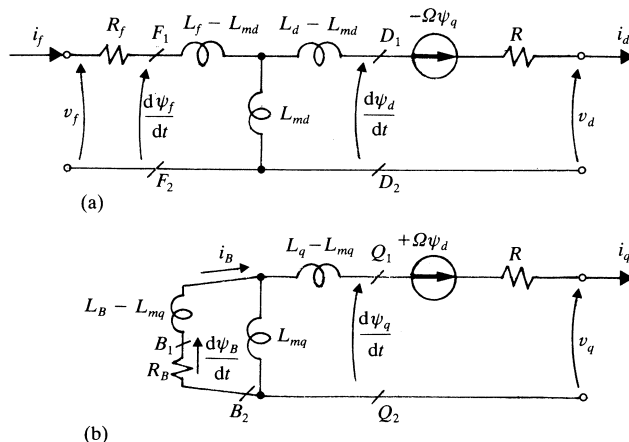 i_f R_f F_1 L_f − L_md L_d − L_md D_1 −Ωψ_q R i_d
v_f dψ_f/dt L_md dψ_d/dt v_d
F_2 D_2
(a)
i_B L_q − L_mq Q_1 +Ωψ_d R i_q
L_B − L_mq
B_1 dψ_B/dt L_mq dψ_q/dt v_q
R_B
B_2 Q_2
(b)